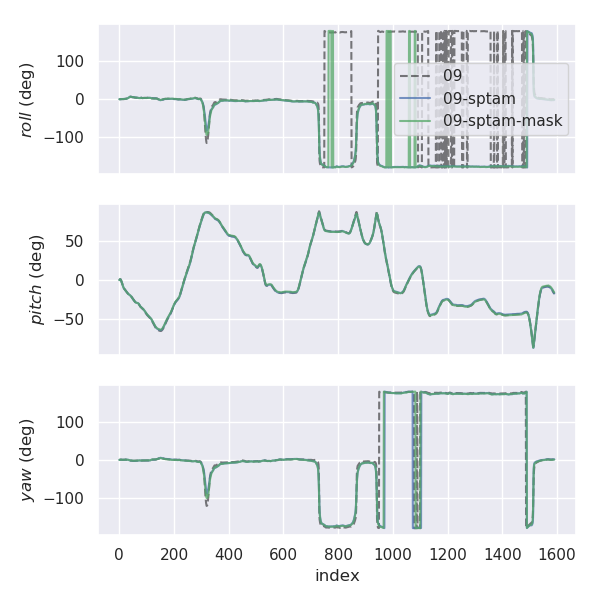 roll (deg)
100
0
−100
09
09-sptam
09-sptam-mask
pitch (deg)
50
0
−50
yaw (deg)
100
0
−100
0 200 400 600 800 1000 1200 1400 1600
index